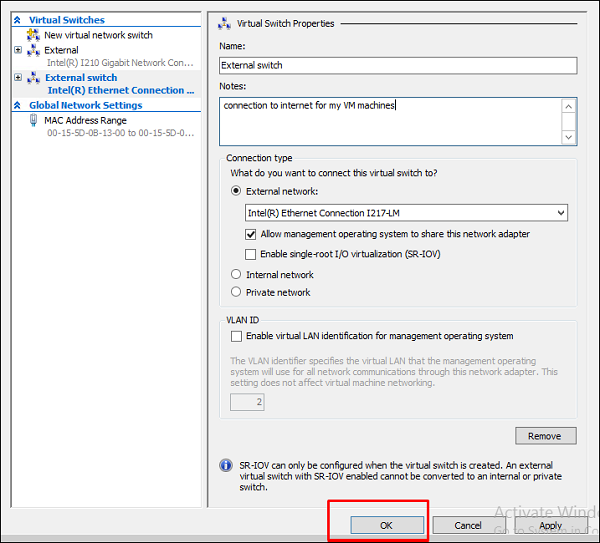 Virtual Switches
New virtual network switch
External
Intel(R) I210 Gigabit Network Con...
External switch
Intel(R) Ethernet Connection ...
Global Network Settings
MAC Address Range
00-15-5D-0B-13-00 to 00-15-5D-0...
Virtual Switch Properties
Name:
External switch
Notes:
connection to internet for my VM machines
Connection type
What do you want to connect this virtual switch to?
External network:
Intel(R) Ethernet Connection I217-LM
Allow management operating system to share this network adapter
Enable single-root I/O virtualization (SR-IOV)
Internal network
Private network
VLAN ID
Enable virtual LAN identification for management operating system
The VLAN identifier specifies the virtual LAN that the management operating
system will use for all network communications through this network adapter. This
setting does not affect virtual machine networking.
2
Remove
SR-IOV can only be configured when the virtual switch is created. An external
virtual switch with SR-IOV enabled cannot be converted to an internal or private
switch.
Activate Wind
Go to System in Co
OK
Cancel
Apply